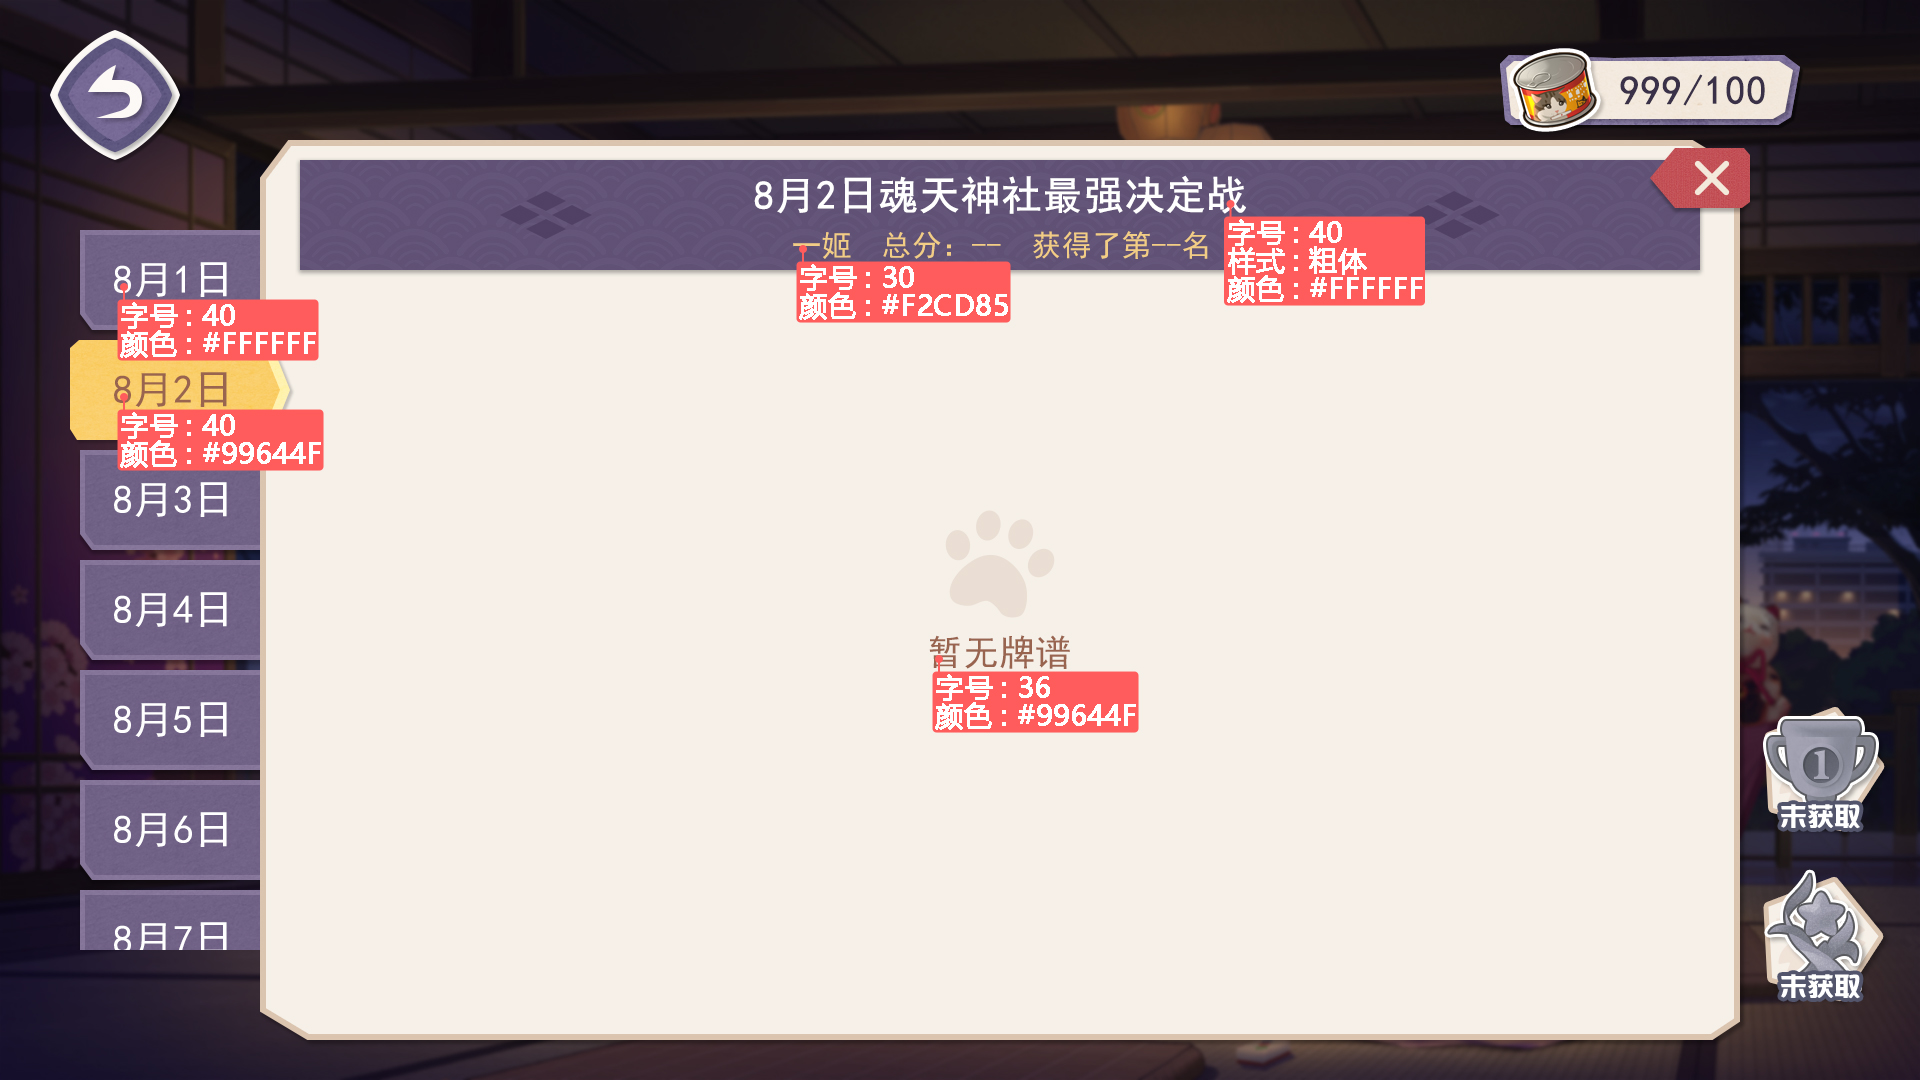 999/100
8月2日魂天神社最强决定战
一姬 总分：-- 获得了第--名
字号：40
样式：粗体
颜色：#FFFFFF
字号：30
颜色：#F2CD85
8月1日
字号：40
颜色：#FFFFFF
8月2日
字号：40
颜色：#99644F
8月3日
8月4日
8月5日
8月6日
8月7日
暂无牌谱
字号：36
颜色：#99644F
1
未获取
未获取